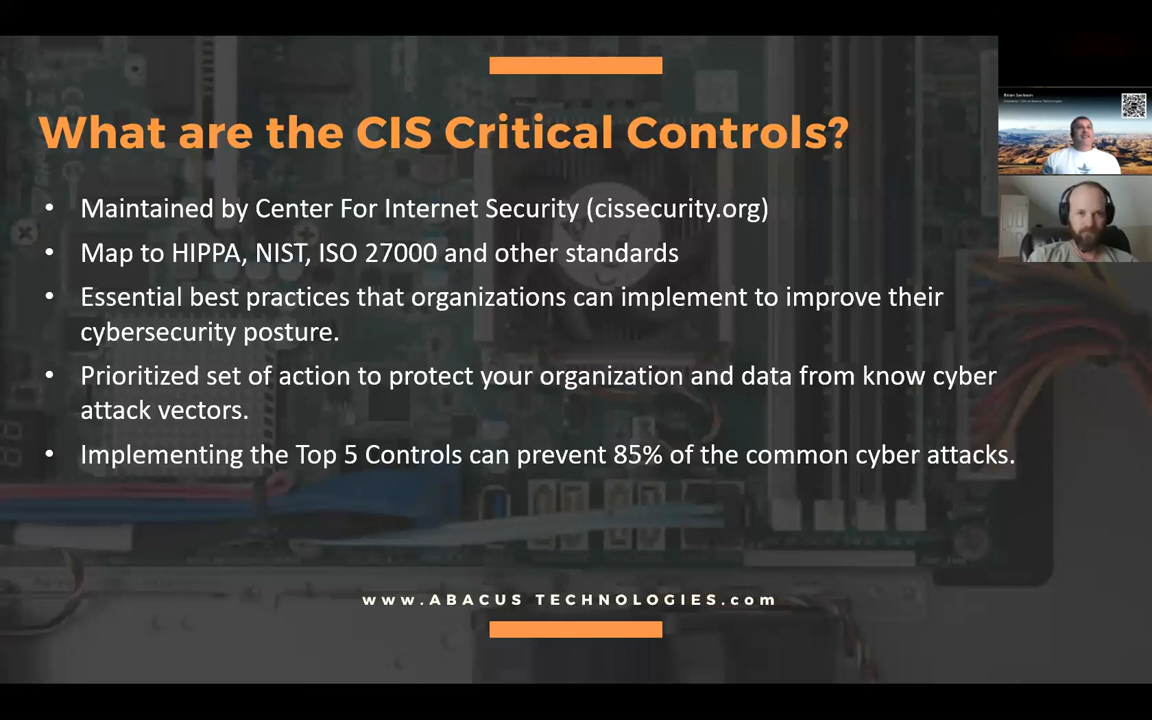 What are the CIS Critical Controls?
• Maintained by Center For Internet Security (cissecurity.org)
• Map to HIPPA, NIST, ISO 27000 and other standards
• Essential best practices that organizations can implement to improve their
cybersecurity posture.
• Prioritized set of action to protect your organization and data from know cyber
attack vectors.
• Implementing the Top 5 Controls can prevent 85% of the common cyber attacks.
www.ABACUS TECHNOLOGIES.com
Brian Jackson